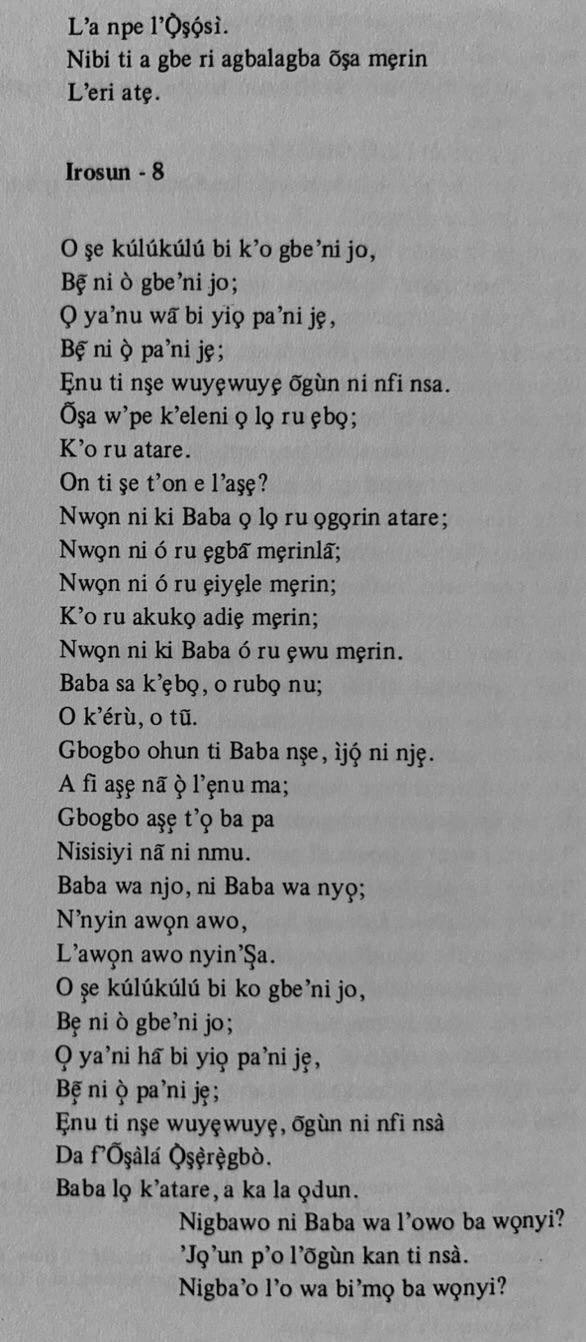 L’a npe l’Ọ̀ṣọ́sì.
Nibi ti a gbe ri agbalagba õṣa mẹrin
L’eri atẹ.
Irosun - 8
O ṣe kúlúkúlú bi k’o gbe’ni jo,
Bẹ̃ ni ò gbe’ni jo;
Ọ ya’nu wã bi yiọ pa’ni jẹ,
Bẹ̃ ni ọ̀ pa’ni jẹ;
Ẹnu ti nṣe wuyẹwuyẹ õgùn ni nfi nsa.
Õṣa w’pe k’eleni ọ lọ ru ẹbọ;
K’o ru atare.
On ti ṣe t’on e l’aṣẹ?
Nwọn ni ki Baba ọ lọ ru ọgọrin atare;
Nwọn ni ó ru ẹgbã mẹrinlã;
Nwọn ni ó ru ẹiyẹle mẹrin;
K’o ru akukọ adiẹ mẹrin;
Nwọn ni ki Baba ó ru ẹwu mẹrin.
Baba sa k’ẹbọ, o rubọ nu;
O k’érù, o tũ.
Gbogbo ohun ti Baba nṣe, ìjọ́ ni njẹ.
A fi aṣẹ nã ọ̀ l’ẹnu ma;
Gbogbo aṣẹ t’ọ ba pa
Nisisiyi nã ni nmu.
Baba wa njo, ni Baba wa nyọ;
N’nyin awọn awo,
L’awọn awo nyin’Ṣa.
O ṣe kúlúkúlú bi ko gbe’ni jo,
Bẹ ni ò gbe’ni jo;
Ọ ya’ni hã bi yiọ pa’ni jẹ,
Bẹ̃ ni ọ̀ pa’ni jẹ;
Ẹnu ti nṣe wuyẹwuyẹ, õgùn ni nfi nsà
Da f’Õṣàlá Ọ̀ṣẹ̀rẹ̀gbò.
Baba lọ k’atare, a ka la ọdun.
Nigbawo ni Baba wa l’owo ba wọnyi?
’Jọ’un p’o l’õgùn kan ti nsà.
Nigba’o l’o wa bi’mọ ba wọnyi?